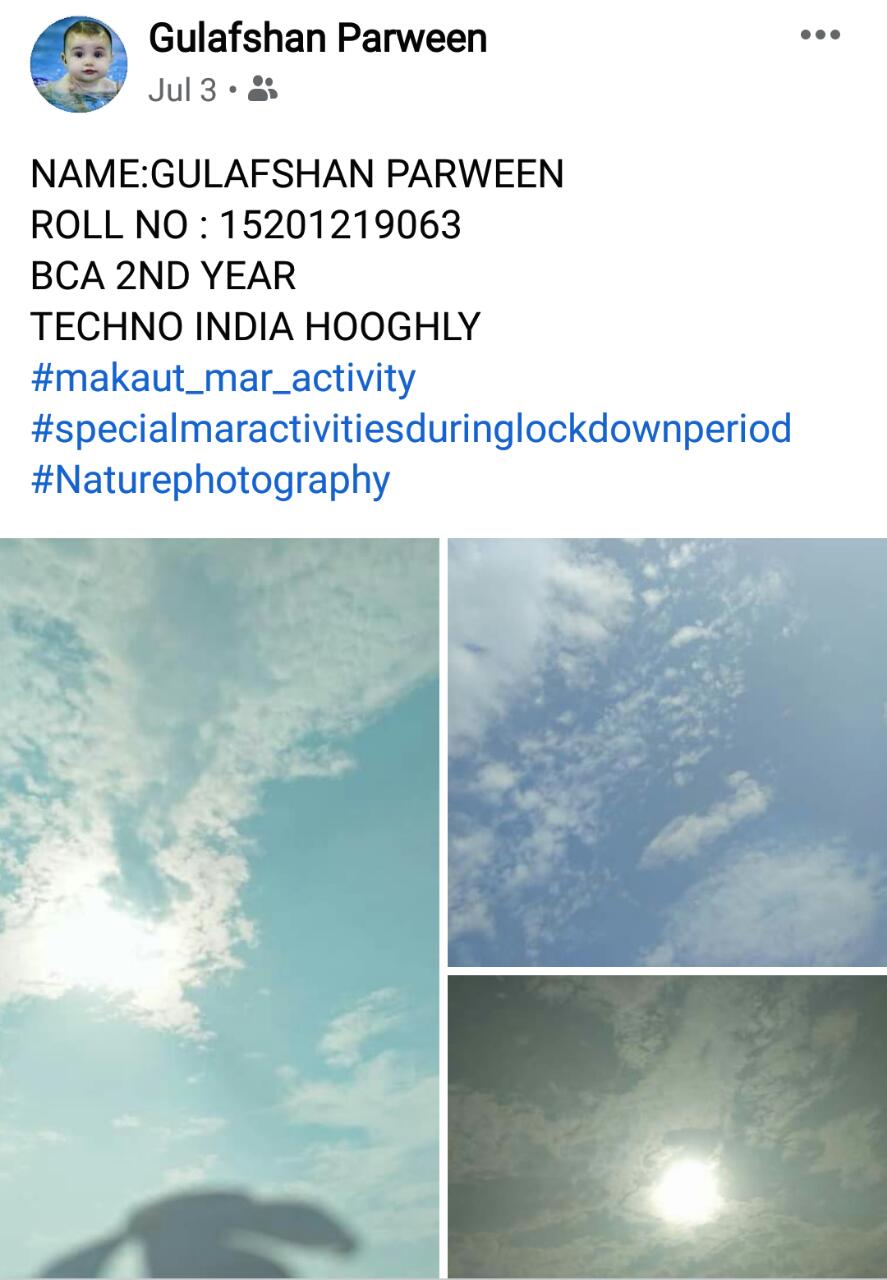 Gulafshan Parween
Jul 3 •
NAME:GULAFSHAN PARWEEN
ROLL NO : 15201219063
BCA 2ND YEAR
TECHNO INDIA HOOGHLY
#makaut_mar_activity
#specialmaractivitiesduringlockdownperiod
#Naturephotography